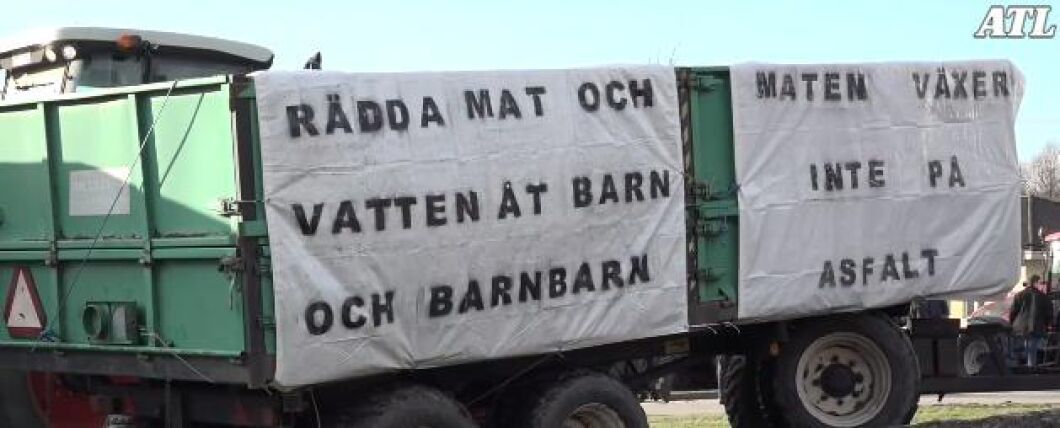 ATL
RÄDDA MAT OCH
VATTEN ÅT BARN
OCH BARNBARN
MATEN VÄXER
INTE PÅ
ASFALT